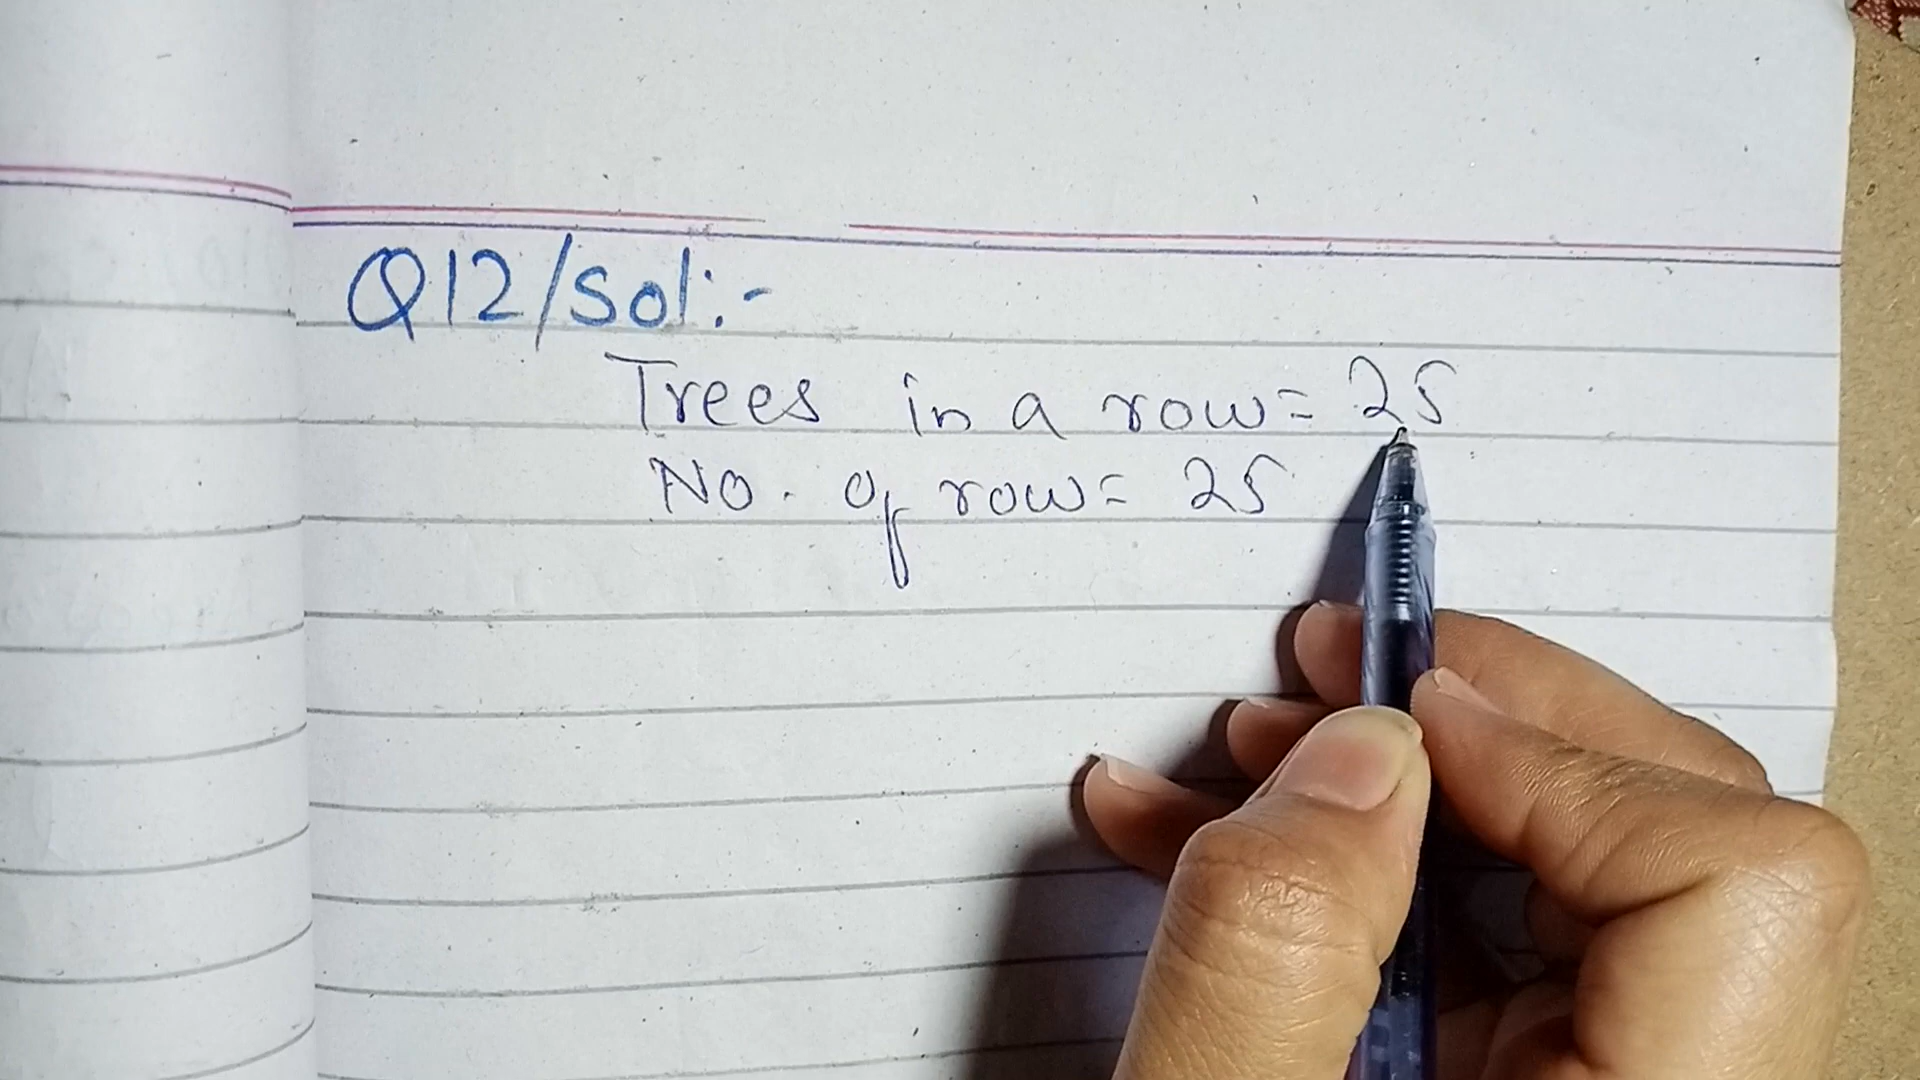 Q12/Sol:-
Trees in a row= 25
No. of row= 25